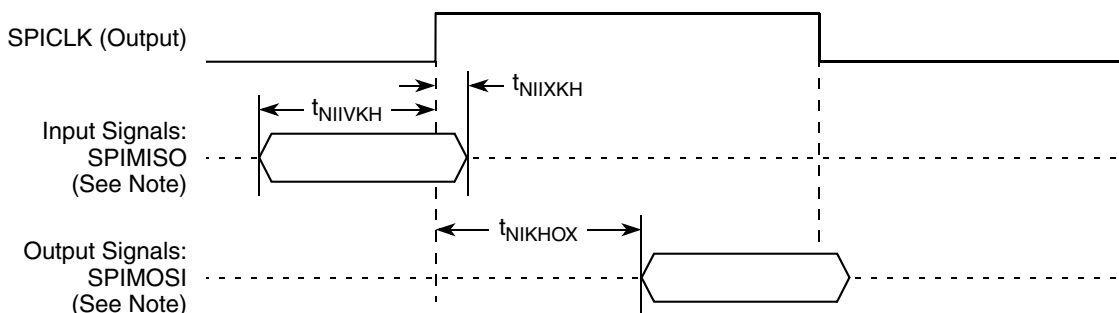 SPICLK (Output)
tNIIXKH
tNIIVKH
Input Signals:
SPIMISO
(See Note)
tNIKHOX
Output Signals:
SPIMOSI
(See Note)